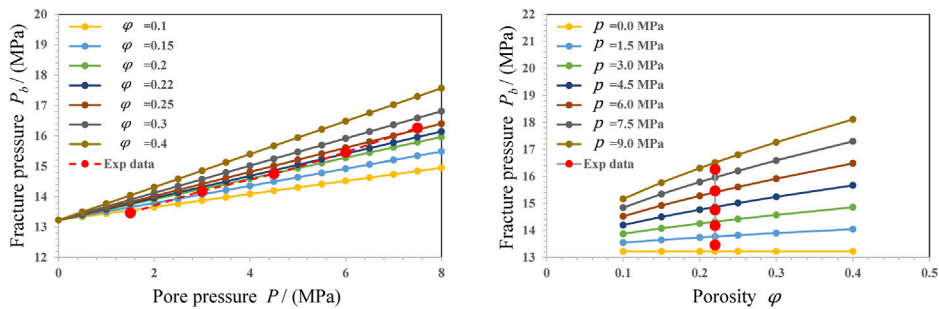 Fracture pressure P_b / (MPa)
20
19
18
17
16
15
14
13
12
φ =0.1
φ =0.15
φ =0.2
φ =0.22
φ =0.25
φ =0.3
φ =0.4
Exp data
0 2 4 6 8
Pore pressure P / (MPa)
Fracture pressure P_b / (MPa)
22
21
20
19
18
17
16
15
14
13
p =0.0 MPa
p =1.5 MPa
p =3.0 MPa
p =4.5 MPa
p =6.0 MPa
p =7.5 MPa
p =9.0 MPa
Exp data
0 0.1 0.2 0.3 0.4 0.5
Porosity φ